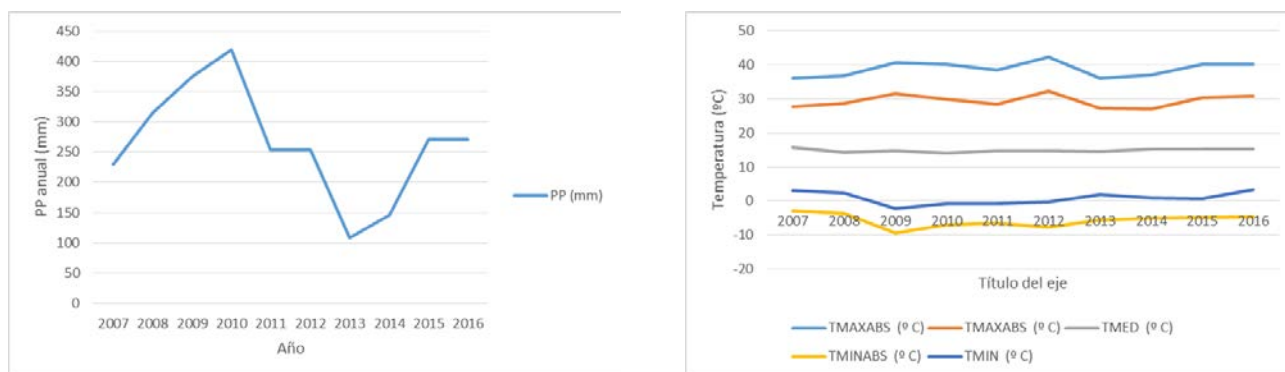 450
400
350
300
250
200
150
100
50
0
PP anual (mm)
2007 2008 2009 2010 2011 2012 2013 2014 2015 2016
Año
PP (mm)
50
40
30
20
10
0
-10
-20
Temperatura (ºC)
2007 2008 2009 2010 2011 2012 2013 2014 2015 2016
Título del eje
TMAXABS (º C) TMAXABS (º C) TMED (º C)
TMINABS (º C) TMIN (º C)